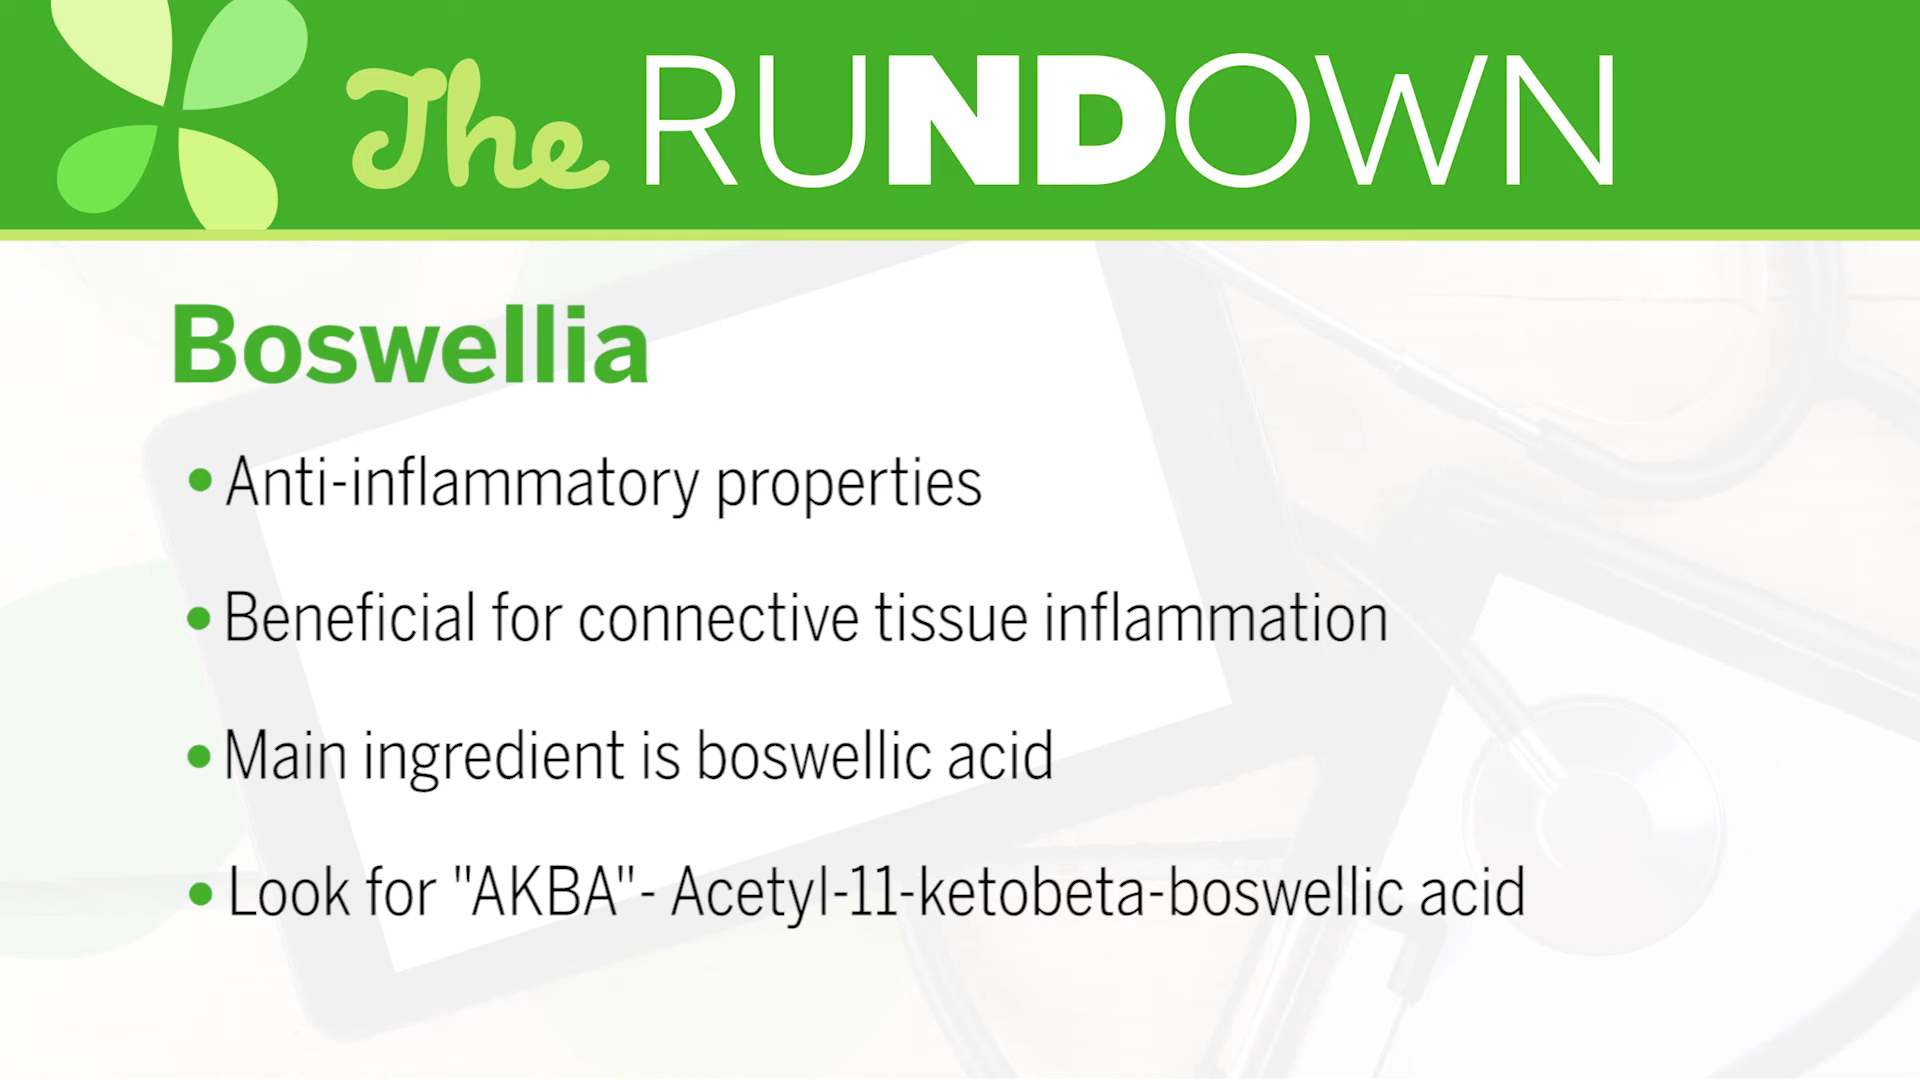 The RUNDOWN
Boswellia
• Anti-inflammatory properties
• Beneficial for connective tissue inflammation
• Main ingredient is boswellic acid
• Look for "AKBA"- Acetyl-11-ketobeta-boswellic acid